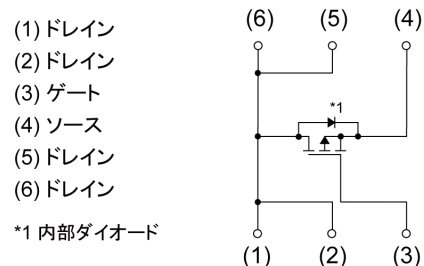 (1) ドレイン
(2) ドレイン
(3) ゲート
(4) ソース
(5) ドレイン
(6) ドレイン
*1 内部ダイオード
(6) (5) (4)
*1
(1) (2) (3)